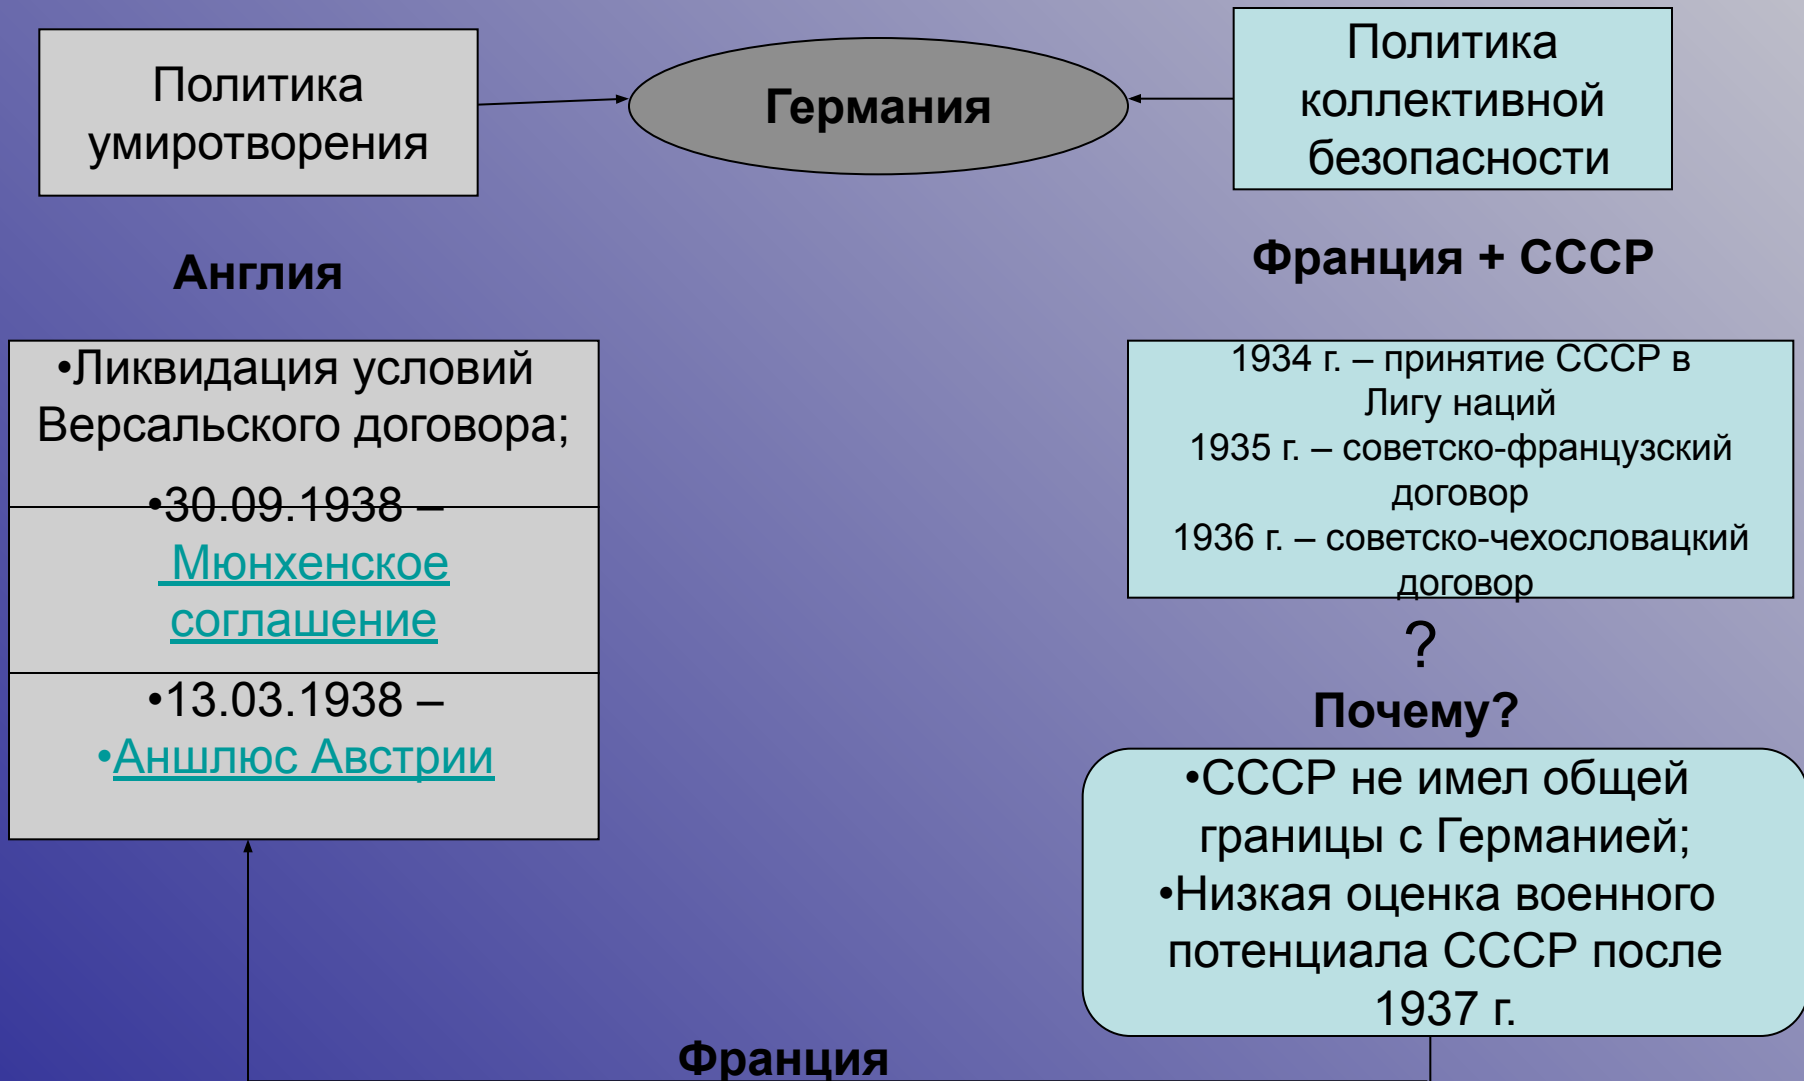 Политика
умиротворения
Германия
Политика
коллективной
безопасности
Англия
Франция + СССР
•Ликвидация условий
Версальского договора;
•30.09.1938 –
Мюнхенское
соглашение
•13.03.1938 –
•Аншлюс Австрии
1934 г. – принятие СССР в
Лигу наций
1935 г. – советско-французский
договор
1936 г. – советско-чехословацкий
договор
?
Почему?
•СССР не имел общей
границы с Германией;
•Низкая оценка военного
потенциала СССР после
1937 г.
Франция